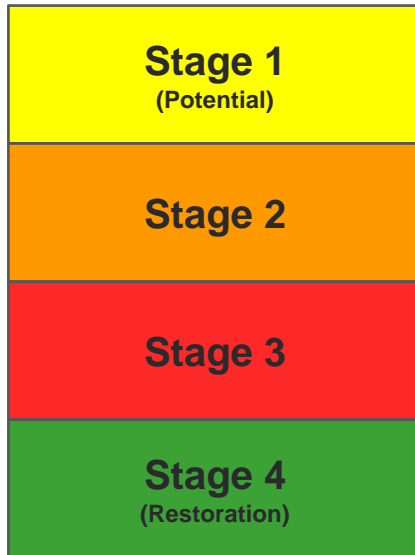 Stage 1
(Potential)
Stage 2
Stage 3
Stage 4
(Restoration)